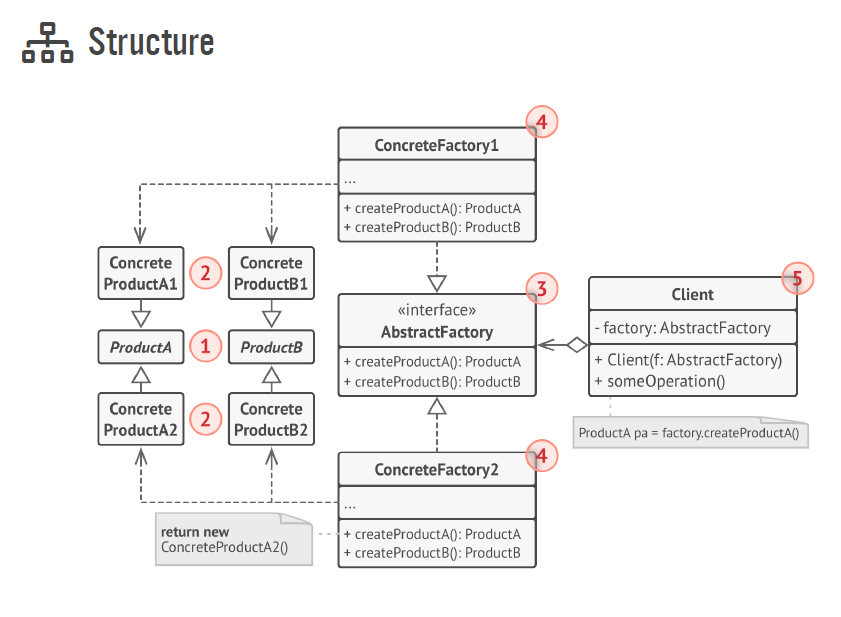 Structure
4
ConcreteFactory1
...
+ createProductA(): ProductA
+ createProductB(): ProductB
Concrete
ProductA1
2
Concrete
ProductB1
3
«interface»
AbstractFactory
+ createProductA(): ProductA
+ createProductB(): ProductB
5
Client
- factory: AbstractFactory
+ Client(f: AbstractFactory)
+ someOperation()
ProductA
1
ProductB
Concrete
ProductA2
2
Concrete
ProductB2
ProductA pa = factory.createProductA()
4
ConcreteFactory2
...
+ createProductA(): ProductA
+ createProductB(): ProductB
return new
ConcreteProductA2()